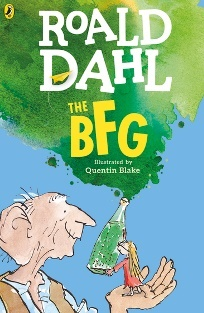 ROALD
DAHL
THE
BFG
Illustrated by
Quentin Blake